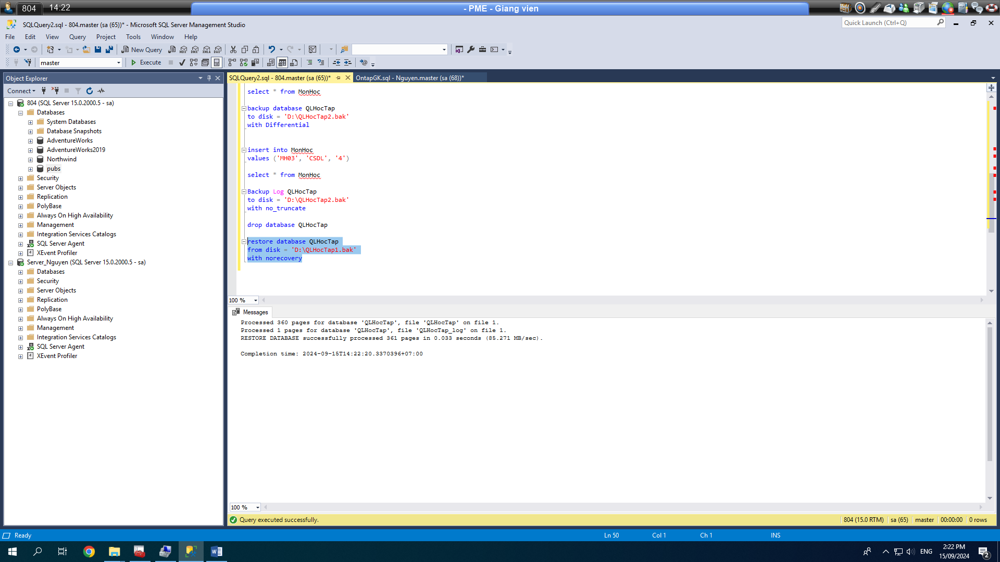 804 14:22 - PME - Giang vien
SQLQuery2.sql - 804.master (sa (65))* - Microsoft SQL Server Management Studio
Quick Launch (Ctrl+Q)
File Edit View Query Project Tools Window Help
New Query MDX DMX XMLA DAX
master Execute
Object Explorer
Connect
804 (SQL Server 15.0.2000.5 - sa)
Databases
System Databases
Database Snapshots
AdventureWorks
AdventureWorks2019
Northwind
pubs
Security
Server Objects
Replication
PolyBase
Always On High Availability
Management
Integration Services Catalogs
SQL Server Agent
XEvent Profiler
Server_Nguyen (SQL Server 15.0.2000.5 - sa)
Databases
Security
Server Objects
Replication
PolyBase
Always On High Availability
Management
Integration Services Catalogs
SQL Server Agent
XEvent Profiler
SQLQuery2.sql - 804.master (sa (65))* OntapGK.sql - Nguyen.master (sa (68))*
select * from MonHoc
backup database QLHocTap
to disk = 'D:\QLHocTap2.bak'
with Differential
insert into MonHoc
values ('MH03', 'CSDL', '4')
select * from MonHoc
Backup Log QLHocTap
to disk = 'D:\QLHocTap2.bak'
with no_truncate
drop database QLHocTap
restore database QLHocTap
from disk = 'D:\QLHocTap1.bak'
with norecovery
100 %
Messages
Processed 360 pages for database 'QLHocTap', file 'QLHocTap' on file 1.
Processed 1 pages for database 'QLHocTap', file 'QLHocTap_log' on file 1.
RESTORE DATABASE successfully processed 361 pages in 0.033 seconds (85.271 MB/sec).
Completion time: 2024-09-15T14:22:20.3370396+07:00
100 %
Query executed successfully. 804 (15.0 RTM) sa (65) master 00:00:00 0 rows
Ready Ln 50 Col 1 Ch 1 INS
ENG 2:22 PM
15/09/2024 2